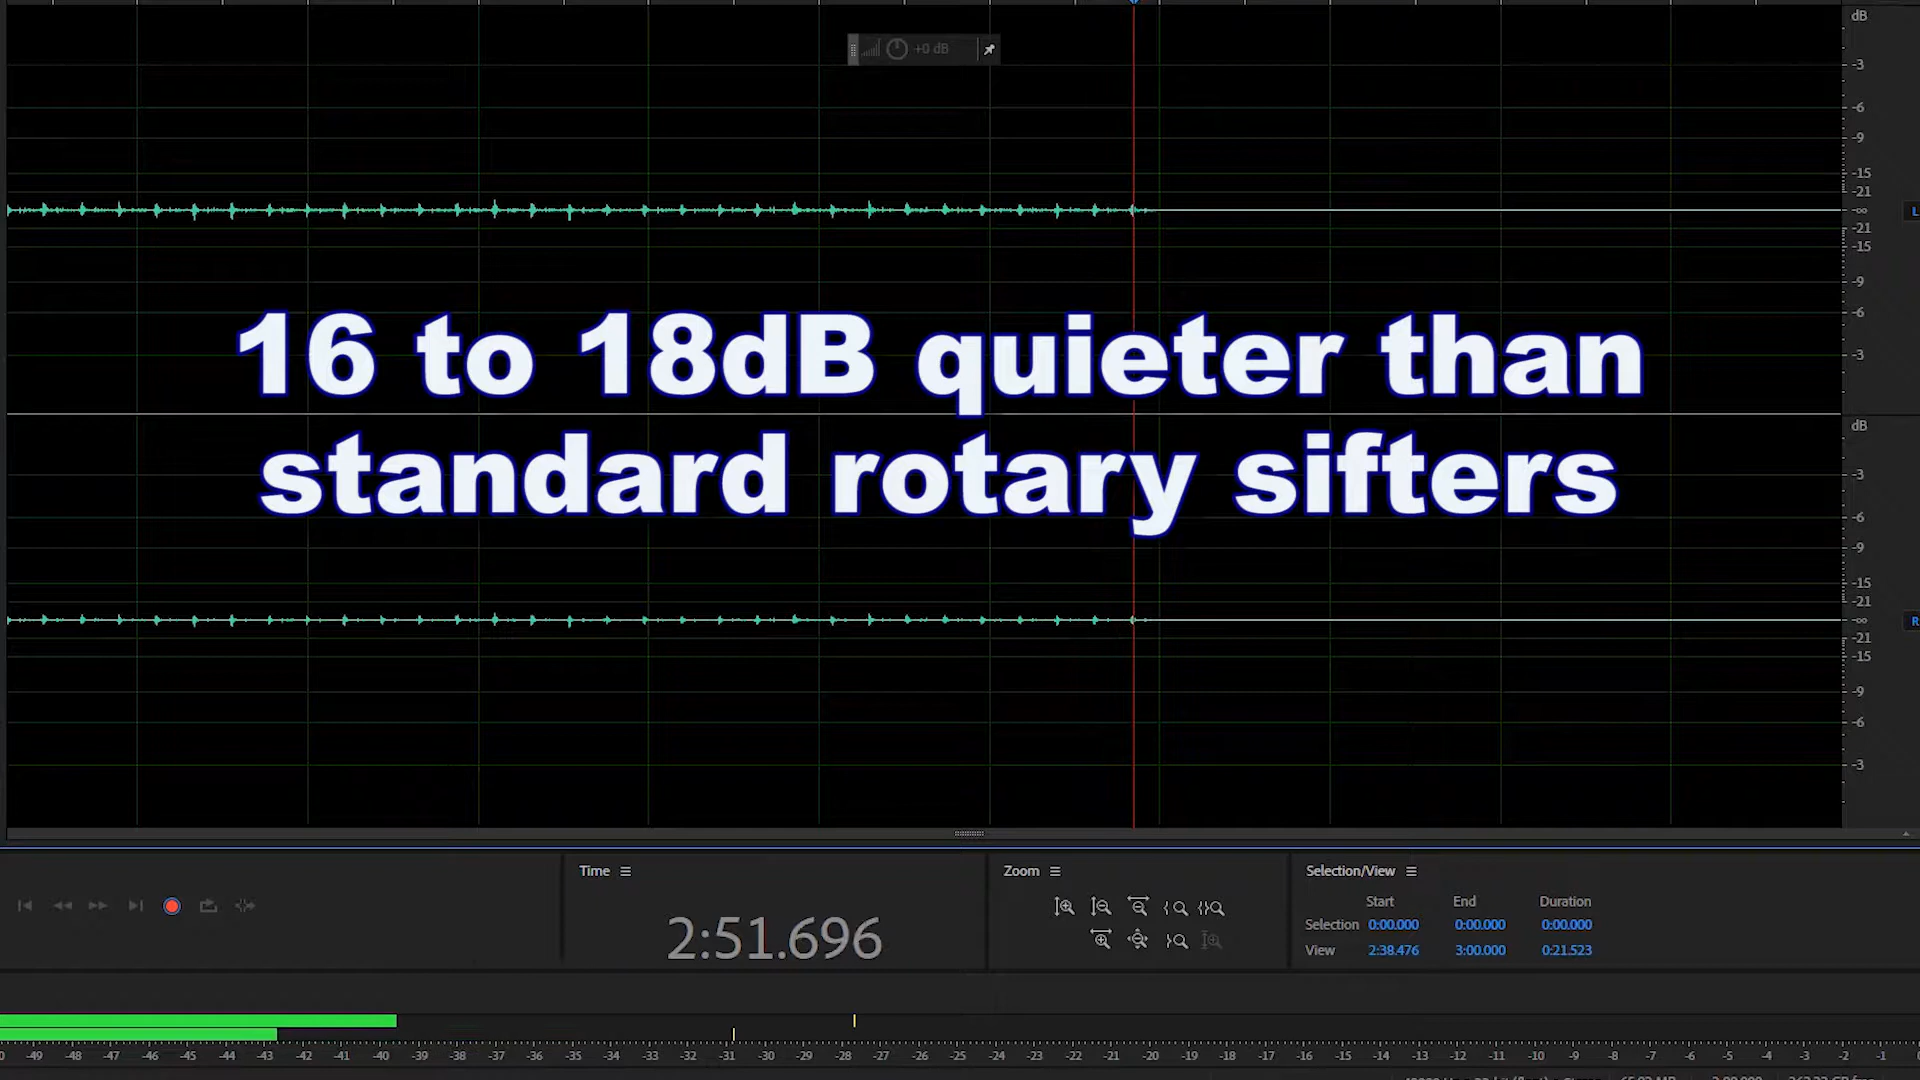 dB
+0 dB
-3
-6
-9
-15
-21
-∞
L
-21
-15
-9
-6
-3
16 to 18dB quieter than
standard rotary sifters
dB
-3
-6
-9
-15
-21
-∞
R
-21
-15
-9
-6
-3
Time
2:51.696
Zoom
Selection/View
Start End Duration
Selection 0:00.000 0:00.000 0:00.000
View 2:38.476 3:00.000 0:21.523
-49 -48 -47 -46 -45 -44 -43 -42 -41 -40 -39 -38 -37 -36 -35 -34 -33 -32 -31 -30 -29 -28 -27 -26 -25 -24 -23 -22 -21 -20 -19 -18 -17 -16 -15 -14 -13 -12 -11 -10 -9 -8 -7 -6 -5 -4 -3 -2 -1